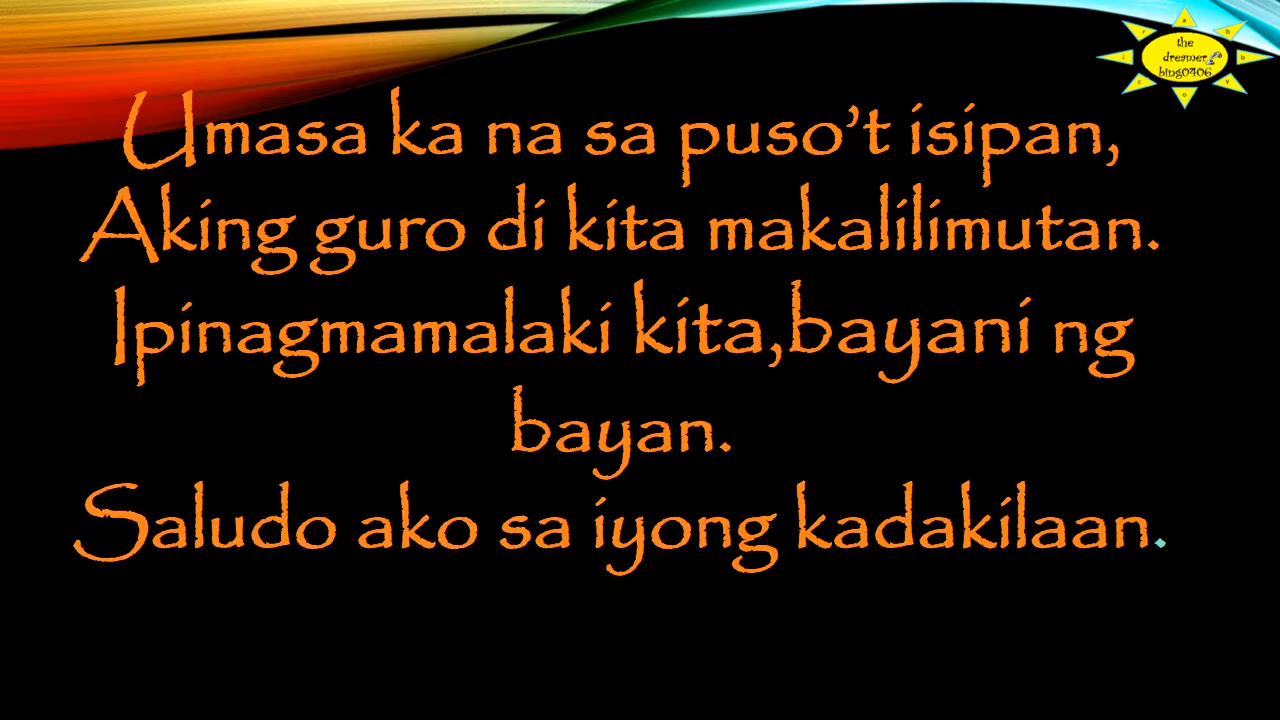 the
dreamer
bing0406
Umasa ka na sa puso’t isipan,
Aking guro di kita makalilimutan.
Ipinagmamalaki kita,bayani ng
bayan.
Saludo ako sa iyong kadakilaan.